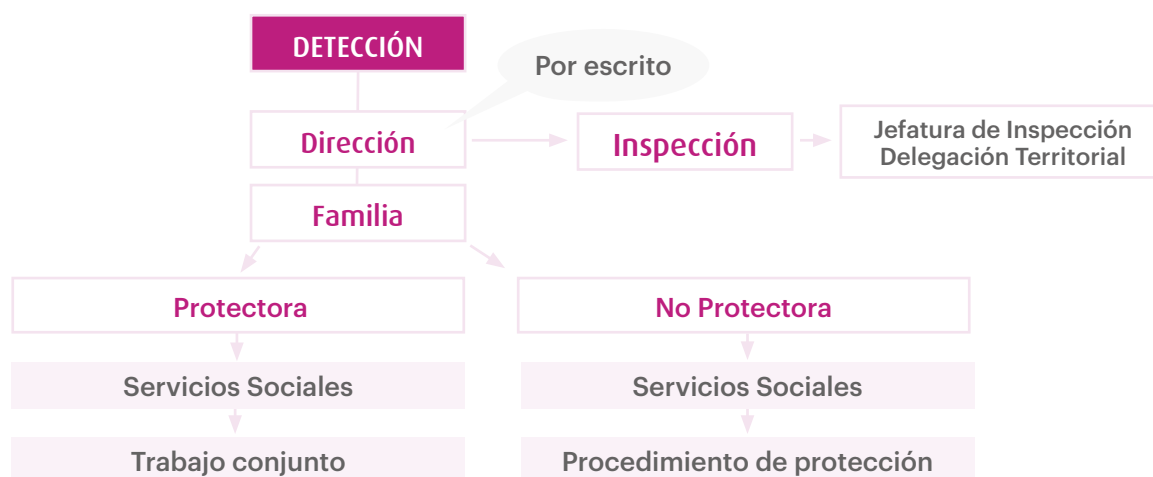 DETECCIÓN
Por escrito
Dirección
Inspección
Jefatura de Inspección
Delegación Territorial
Familia
Protectora
No Protectora
Servicios Sociales
Servicios Sociales
Trabajo conjunto
Procedimiento de protección